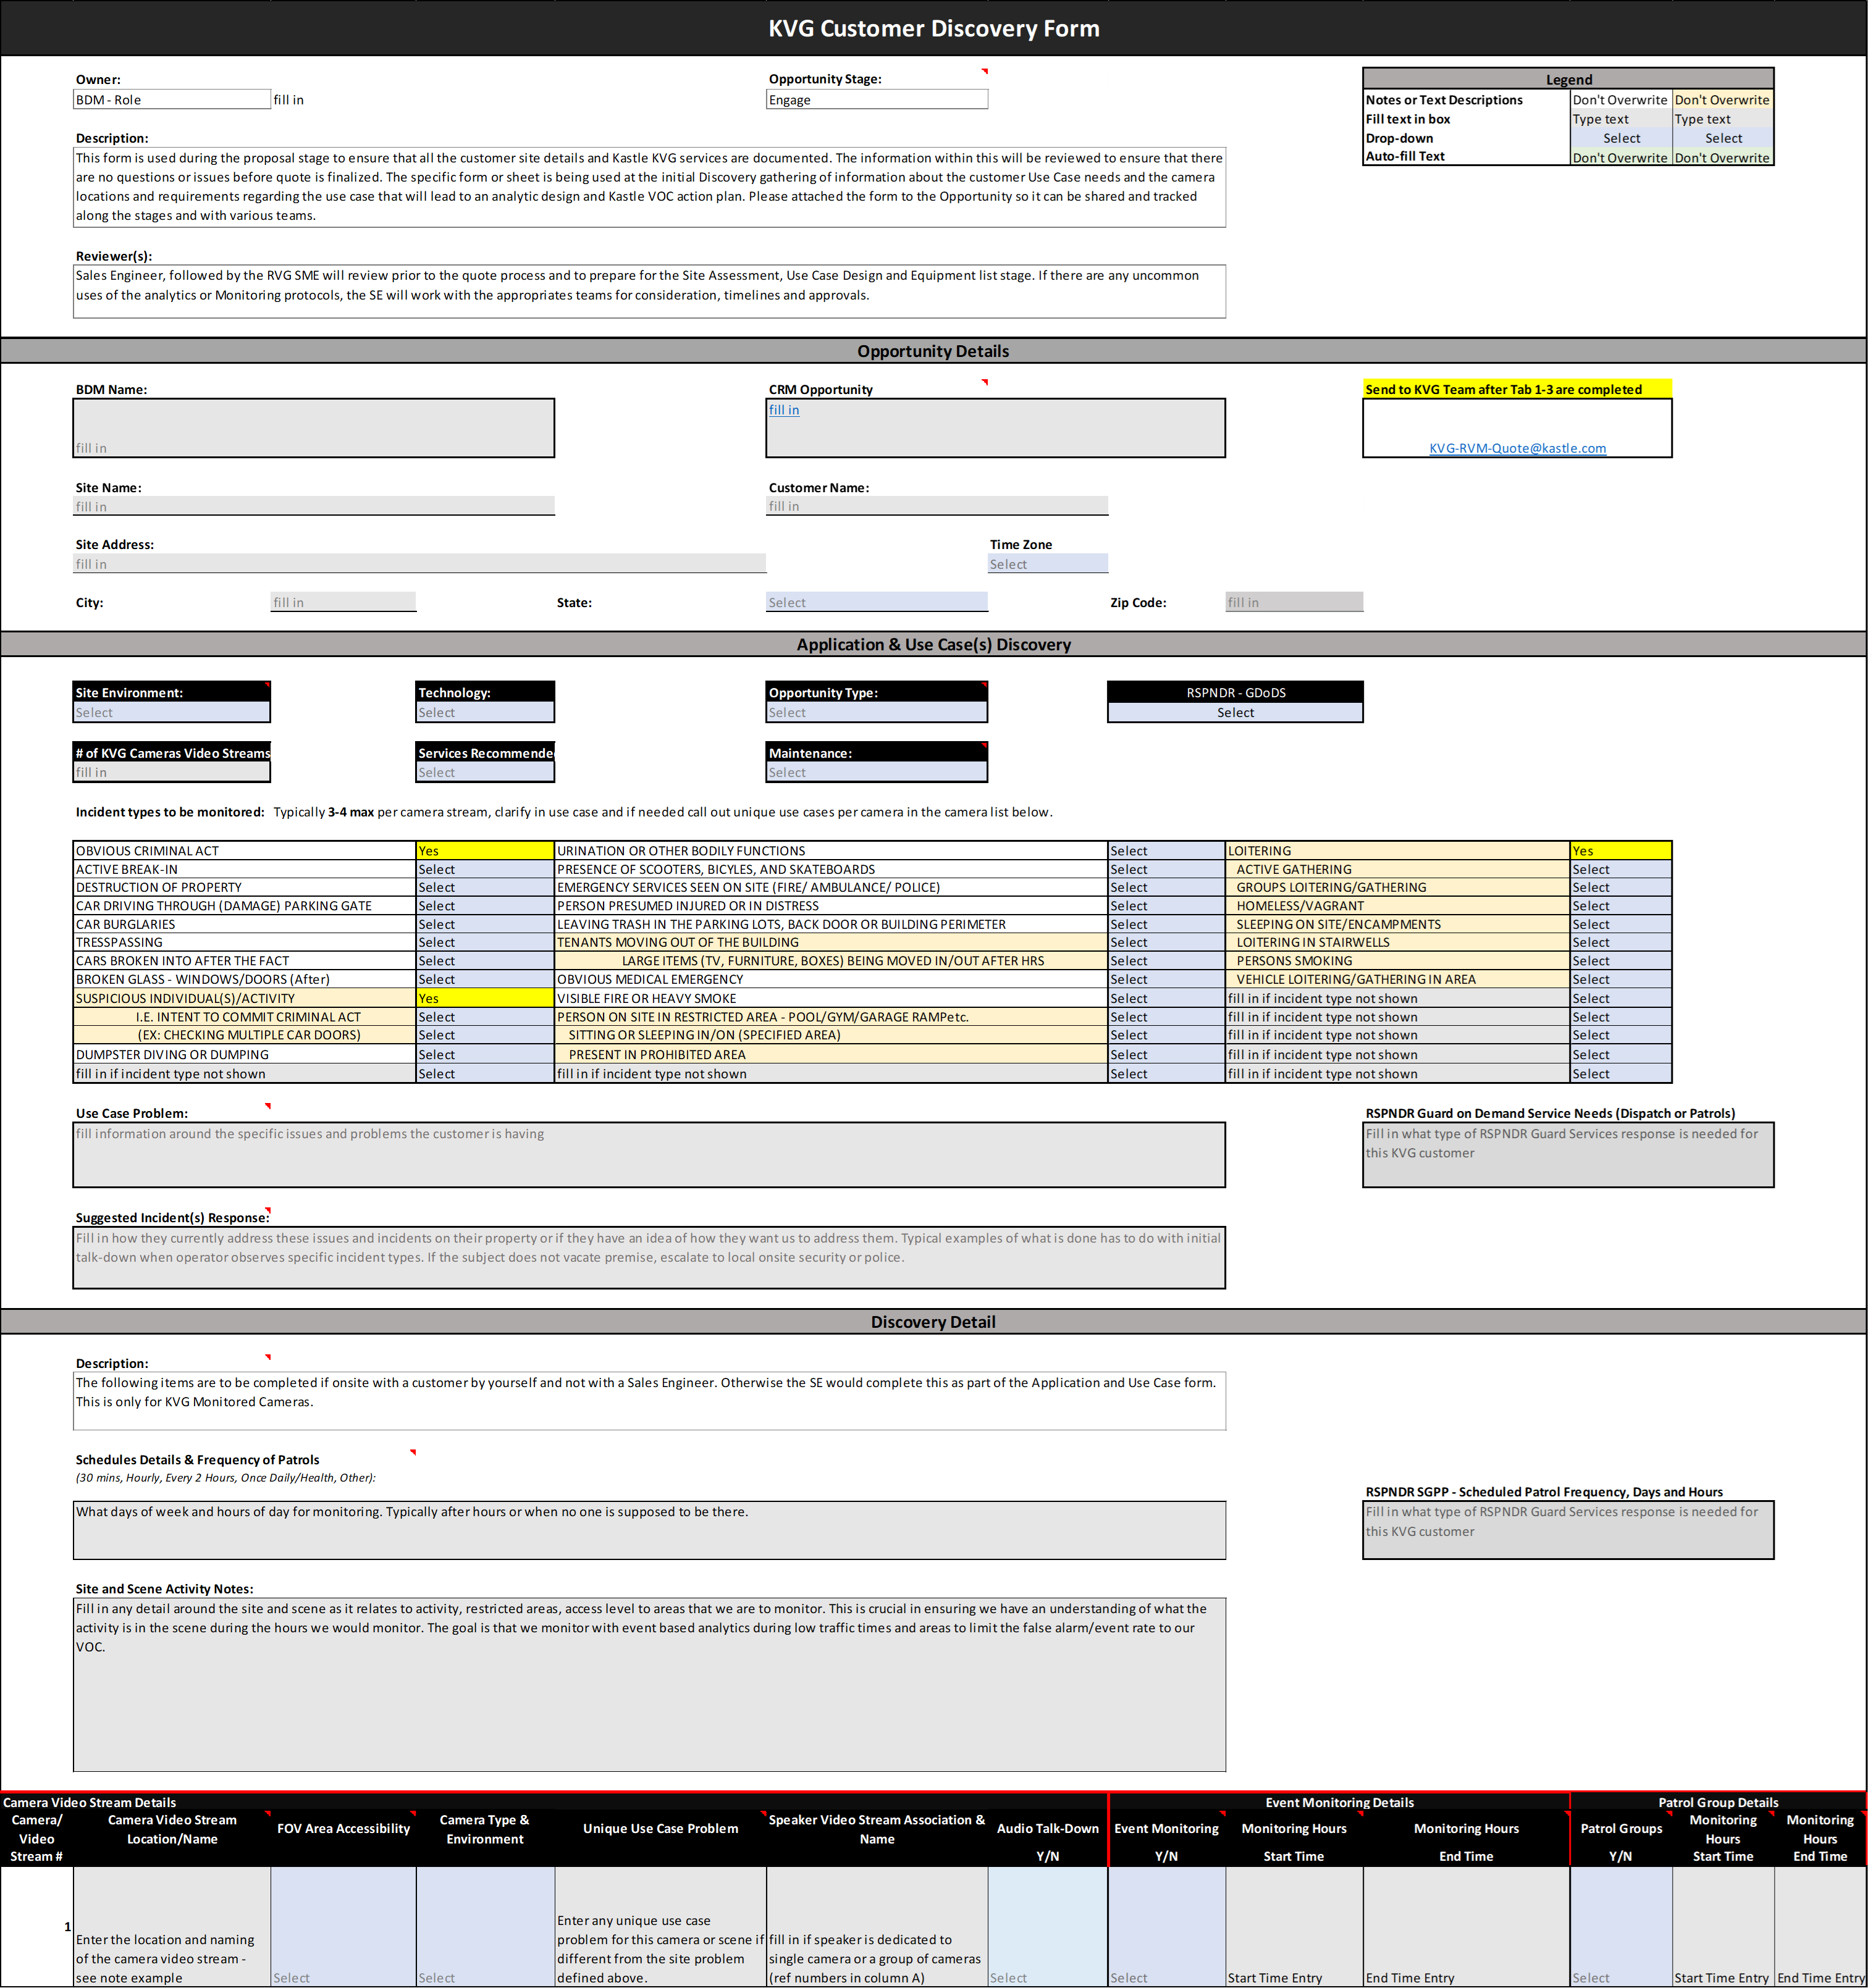 KVG Customer Discovery Form
Owner:
Opportunity Stage:
Legend
BDM - Role
fill in
Engage
Notes or Text Descriptions
Don't Overwrite
Don't Overwrite
Fill text in box
Type text
Type text
Drop-down
Select
Select
Auto-fill Text
Don't Overwrite
Don't Overwrite
Description:
This form is used during the proposal stage to ensure that all the customer site details and Kastle KVG services are documented. The information within this will be reviewed to ensure that there
are no questions or issues before quote is finalized. The specific form or sheet is being used at the initial Discovery gathering of information about the customer Use Case needs and the camera
locations and requirements regarding the use case that will lead to an analytic design and Kastle VOC action plan. Please attached the form to the Opportunity so it can be shared and tracked
along the stages and with various teams.
Reviewer(s):
Sales Engineer, followed by the RVG SME will review prior to the quote process and to prepare for the Site Assessment, Use Case Design and Equipment list stage. If there are any uncommon
uses of the analytics or Monitoring protocols, the SE will work with the appropriates teams for consideration, timelines and approvals.
Opportunity Details
BDM Name:
CRM Opportunity
Send to KVG Team after Tab 1-3 are completed
fill in
fill in
KVG-RVM-Quote@kastle.com
Site Name:
Customer Name:
fill in
fill in
Site Address:
Time Zone
fill in
Select
City:
fill in
State:
Select
Zip Code:
fill in
Application & Use Case(s) Discovery
Site Environment:
Technology:
Opportunity Type:
RSPNDR - GDoDS
Select
Select
Select
Select
# of KVG Cameras Video Streams
Services Recommende
Maintenance:
fill in
Select
Select
Incident types to be monitored: Typically 3-4 max per camera stream, clarify in use case and if needed call out unique use cases per camera in the camera list below.
OBVIOUS CRIMINAL ACT
Yes
URINATION OR OTHER BODILY FUNCTIONS
Select
LOITERING
Yes
ACTIVE BREAK-IN
Select
PRESENCE OF SCOOTERS, BICYLES, AND SKATEBOARDS
Select
ACTIVE GATHERING
Select
DESTRUCTION OF PROPERTY
Select
EMERGENCY SERVICES SEEN ON SITE (FIRE/ AMBULANCE/ POLICE)
Select
GROUPS LOITERING/GATHERING
Select
CAR DRIVING THROUGH (DAMAGE) PARKING GATE
Select
PERSON PRESUMED INJURED OR IN DISTRESS
Select
HOMELESS/VAGRANT
Select
CAR BURGLARIES
Select
LEAVING TRASH IN THE PARKING LOTS, BACK DOOR OR BUILDING PERIMETER
Select
SLEEPING ON SITE/ENCAMPMENTS
Select
TRESSPASSING
Select
TENANTS MOVING OUT OF THE BUILDING
Select
LOITERING IN STAIRWELLS
Select
CARS BROKEN INTO AFTER THE FACT
Select
LARGE ITEMS (TV, FURNITURE, BOXES) BEING MOVED IN/OUT AFTER HRS
Select
PERSONS SMOKING
Select
BROKEN GLASS - WINDOWS/DOORS (After)
Select
OBVIOUS MEDICAL EMERGENCY
Select
VEHICLE LOITERING/GATHERING IN AREA
Select
SUSPICIOUS INDIVIDUAL(S)/ACTIVITY
Yes
VISIBLE FIRE OR HEAVY SMOKE
Select
fill in if incident type not shown
Select
I.E. INTENT TO COMMIT CRIMINAL ACT
Select
PERSON ON SITE IN RESTRICTED AREA - POOL/GYM/GARAGE RAMPetc.
Select
fill in if incident type not shown
Select
(EX: CHECKING MULTIPLE CAR DOORS)
Select
SITTING OR SLEEPING IN/ON (SPECIFIED AREA)
Select
fill in if incident type not shown
Select
DUMPSTER DIVING OR DUMPING
Select
PRESENT IN PROHIBITED AREA
Select
fill in if incident type not shown
Select
fill in if incident type not shown
Select
fill in if incident type not shown
Select
fill in if incident type not shown
Select
Use Case Problem:
RSPNDR Guard on Demand Service Needs (Dispatch or Patrols)
fill information around the specific issues and problems the customer is having
Fill in what type of RSPNDR Guard Services response is needed for
this KVG customer
Suggested Incident(s) Response:
Fill in how they currently address these issues and incidents on their property or if they have an idea of how they want us to address them. Typical examples of what is done has to do with initial
talk-down when operator observes specific incident types. If the subject does not vacate premise, escalate to local onsite security or police.
Discovery Detail
Description:
The following items are to be completed if onsite with a customer by yourself and not with a Sales Engineer. Otherwise the SE would complete this as part of the Application and Use Case form.
This is only for KVG Monitored Cameras.
Schedules Details & Frequency of Patrols
(30 mins, Hourly, Every 2 Hours, Once Daily/Health, Other):
RSPNDR SGPP - Scheduled Patrol Frequency, Days and Hours
What days of week and hours of day for monitoring. Typically after hours or when no one is supposed to be there.
Fill in what type of RSPNDR Guard Services response is needed for
this KVG customer
Site and Scene Activity Notes:
Fill in any detail around the site and scene as it relates to activity, restricted areas, access level to areas that we are to monitor. This is crucial in ensuring we have an understanding of what the
activity is in the scene during the hours we would monitor. The goal is that we monitor with event based analytics during low traffic times and areas to limit the false alarm/event rate to our
VOC.
Camera Video Stream Details
Event Monitoring Details
Patrol Group Details
Camera/
Video
Stream #
Camera Video Stream
Location/Name
FOV Area Accessibility
Camera Type &
Environment
Unique Use Case Problem
Speaker Video Stream Association &
Name
Audio Talk-Down
Y/N
Event Monitoring
Y/N
Monitoring Hours
Start Time
Monitoring Hours
End Time
Patrol Groups
Y/N
Monitoring
Hours
Start Time
Monitoring
Hours
End Time
1
Enter the location and naming
of the camera video stream -
see note example
Select
Select
Enter any unique use case
problem for this camera or scene if
different from the site problem
defined above.
fill in if speaker is dedicated to
single camera or a group of cameras
(ref numbers in column A)
Select
Select
Start Time Entry
End Time Entry
Select
Start Time Entry
End Time Entry